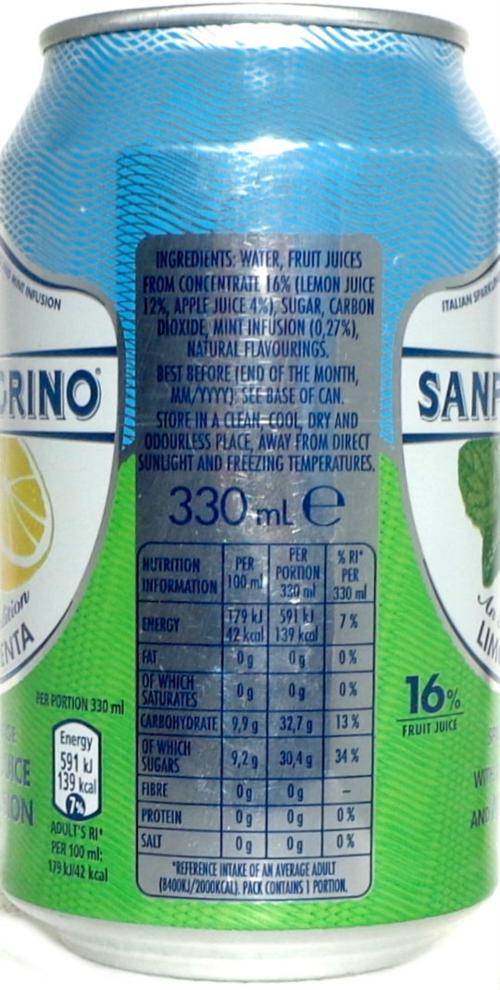 MINT INFUSION
GRINO®
ENTA
INGREDIENTS: WATER, FRUIT JUICES
FROM CONCENTRATE 16% (LEMON JUICE
12%, APPLE JUICE 4%), SUGAR, CARBON
DIOXIDE, MINT INFUSION (0,27%),
NATURAL FLAVOURINGS.
BEST BEFORE (END OF THE MONTH,
MM/YYYY): SEE BASE OF CAN.
STORE IN A CLEAN, COOL, DRY AND
ODOURLESS PLACE, AWAY FROM DIRECT
SUNLIGHT AND FREEZING TEMPERATURES.
330 mL ℮
NUTRITION INFORMATION PER 100 ml PER PORTION 330 ml % RI* PER 330 ml
ENERGY 179 kJ 42 kcal 591 kJ 139 kcal 7%
FAT 0 g 0 g 0%
OF WHICH SATURATES 0 g 0 g 0%
CARBOHYDRATE 9,9 g 32,7 g 13%
OF WHICH SUGARS 9,2 g 30,4 g 34%
FIBRE 0 g 0 g –
PROTEIN 0 g 0 g 0%
SALT 0 g 0 g 0%
*REFERENCE INTAKE OF AN AVERAGE ADULT
(8400KJ/2000KCAL). PACK CONTAINS 1 PORTION.
PER PORTION 330 ml
Energy
591 kJ
139 kcal
7%
ADULT'S RI*
PER 100 ml:
179 kJ/42 kcal
ITALIAN SPARKL
SANP
LIM
16%
FRUIT JUICE